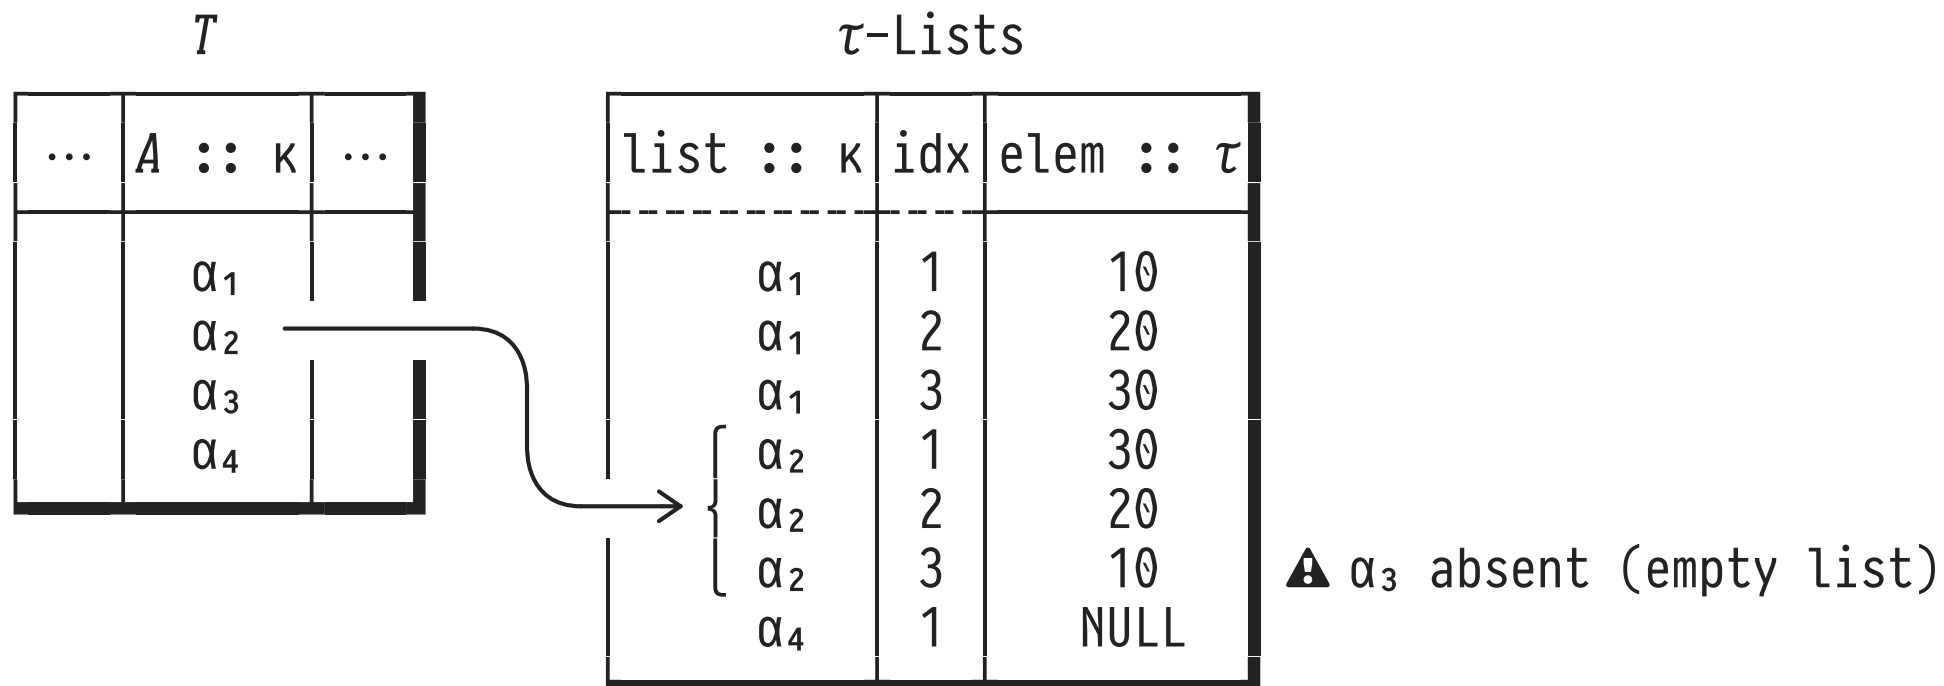 T
τ-Lists
⋯ A :: κ ⋯
list :: κ idx elem :: τ
α₁
α₂
α₃
α₄
α₁ 1 10
α₁ 2 20
α₁ 3 30
α₂ 1 30
α₂ 2 20
α₂ 3 10
α₄ 1 NULL
⚠ α₃ absent (empty list)